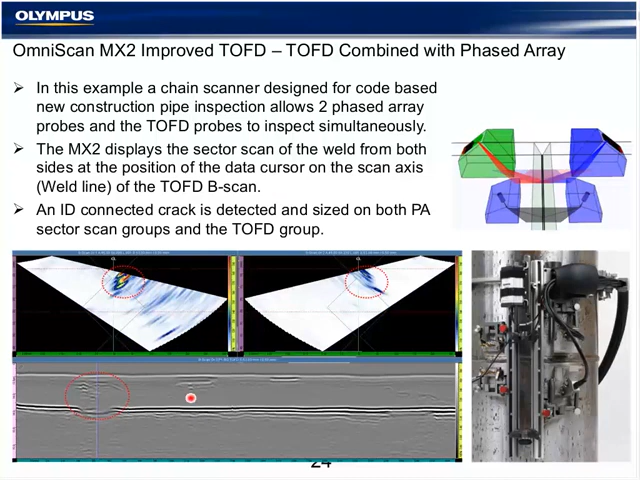 OLYMPUS
OmniScan MX2 Improved TOFD – TOFD Combined with Phased Array
➢ In this example a chain scanner designed for code based
new construction pipe inspection allows 2 phased array
probes and the TOFD probes to inspect simultaneously.
➢ The MX2 displays the sector scan of the weld from both
sides at the position of the data cursor on the scan axis
(Weld line) of the TOFD B-scan.
➢ An ID connected crack is detected and sized on both PA
sector scan groups and the TOFD group.
24